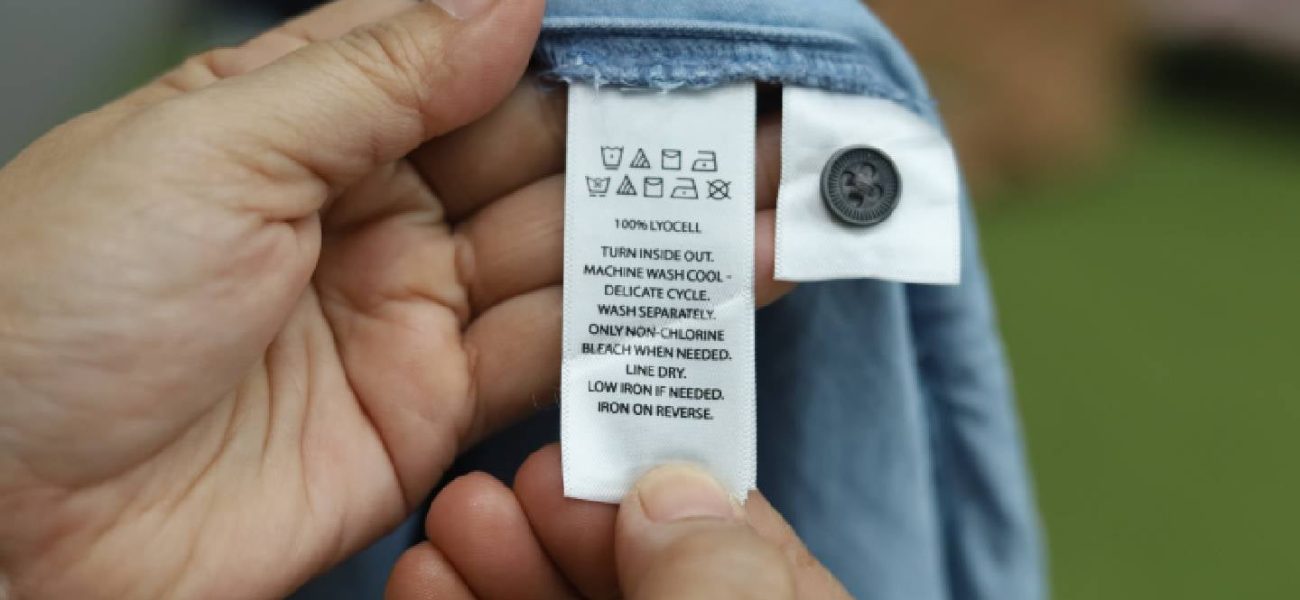 100% LYOCELL
TURN INSIDE OUT.
MACHINE WASH COOL -
DELICATE CYCLE.
WASH SEPARATELY.
ONLY NON-CHLORINE
BLEACH WHEN NEEDED.
LINE DRY.
LOW IRON IF NEEDED.
IRON ON REVERSE.